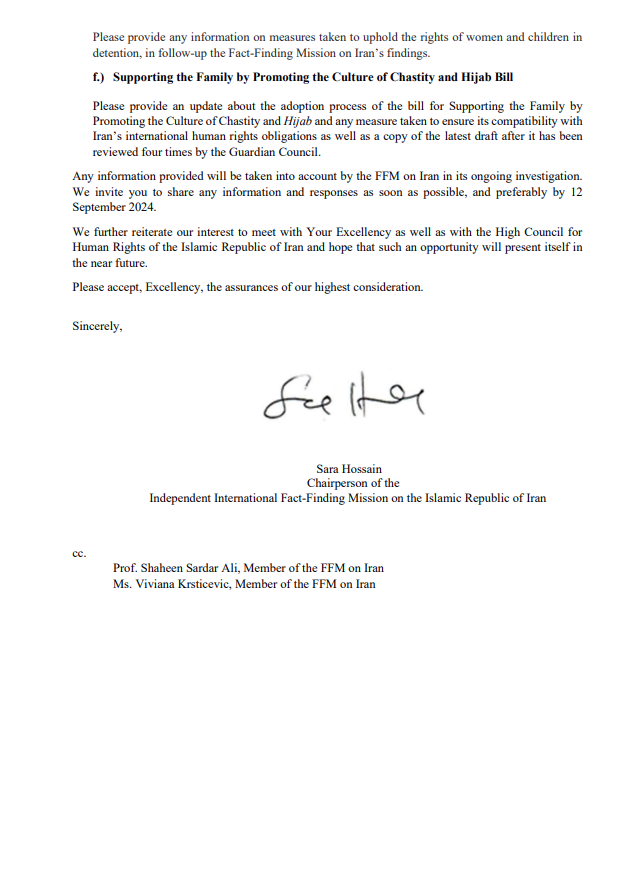 Please provide any information on measures taken to uphold the rights of women and children in
detention, in follow-up the Fact-Finding Mission on Iran's findings.
f.) Supporting the Family by Promoting the Culture of Chastity and Hijab Bill
Please provide an update about the adoption process of the bill for Supporting the Family by
Promoting the Culture of Chastity and Hijab and any measure taken to ensure its compatibility with
Iran's international human rights obligations as well as a copy of the latest draft after it has been
reviewed four times by the Guardian Council.
Any information provided will be taken into account by the FFM on Iran in its ongoing investigation.
We invite you to share any information and responses as soon as possible, and preferably by 12
September 2024.
We further reiterate our interest to meet with Your Excellency as well as with the High Council for
Human Rights of the Islamic Republic of Iran and hope that such an opportunity will present itself in
the near future.
Please accept, Excellency, the assurances of our highest consideration.
Sincerely,
Sara Hossain
Chairperson of the
Independent International Fact-Finding Mission on the Islamic Republic of Iran
cc.
Prof. Shaheen Sardar Ali, Member of the FFM on Iran
Ms. Viviana Krsticevic, Member of the FFM on Iran